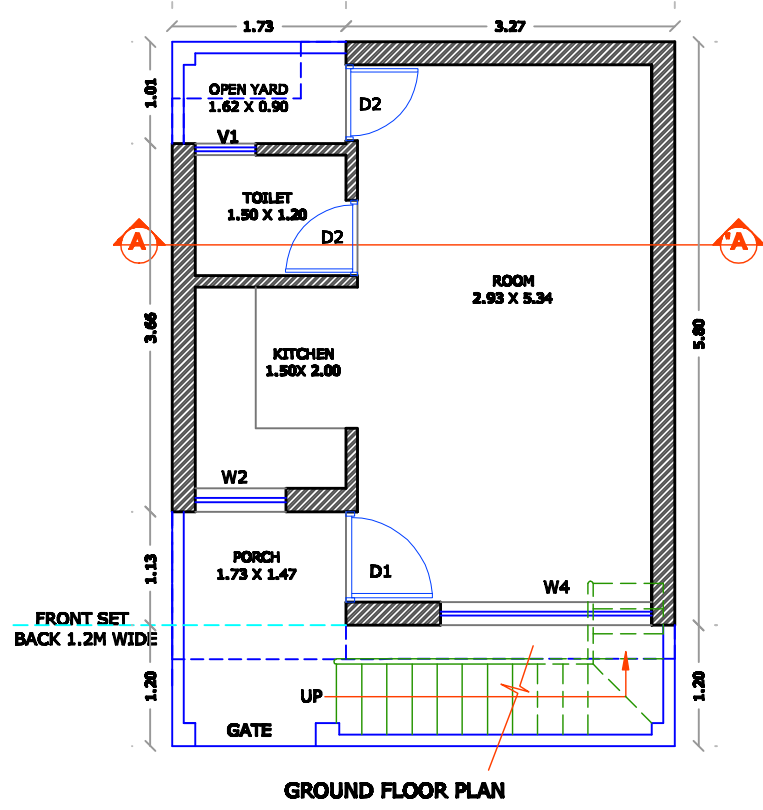 1.73
3.27
1.01
OPEN YARD
1.62 X 0.90
D2
V1
TOILET
1.50 X 1.20
D2
A
'A
ROOM
2.93 X 5.34
3.66
5.80
KITCHEN
1.50X 2.00
W2
1.13
PORCH
1.73 X 1.47
D1
W4
FRONT SET
BACK 1.2M WIDE
1.20
UP
1.20
GATE
GROUND FLOOR PLAN